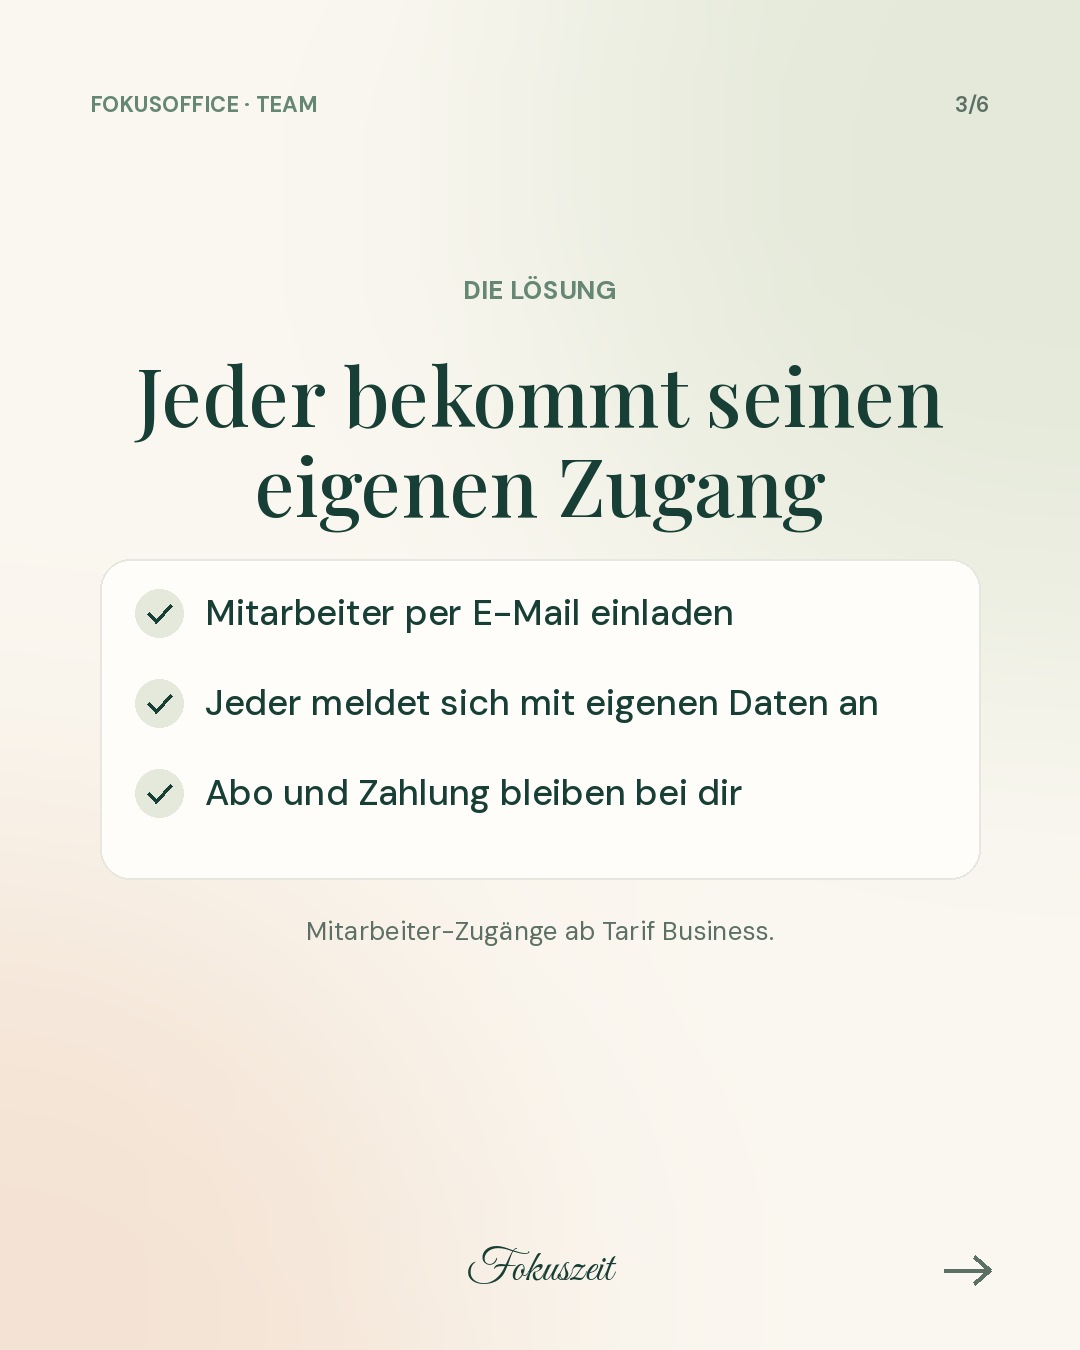 FOKUSOFFICE · TEAM
3/6
DIE LÖSUNG
Jeder bekommt seinen
eigenen Zugang
Mitarbeiter per E-Mail einladen
Jeder meldet sich mit eigenen Daten an
Abo und Zahlung bleiben bei dir
Mitarbeiter-Zugänge ab Tarif Business.
Fokuszeit